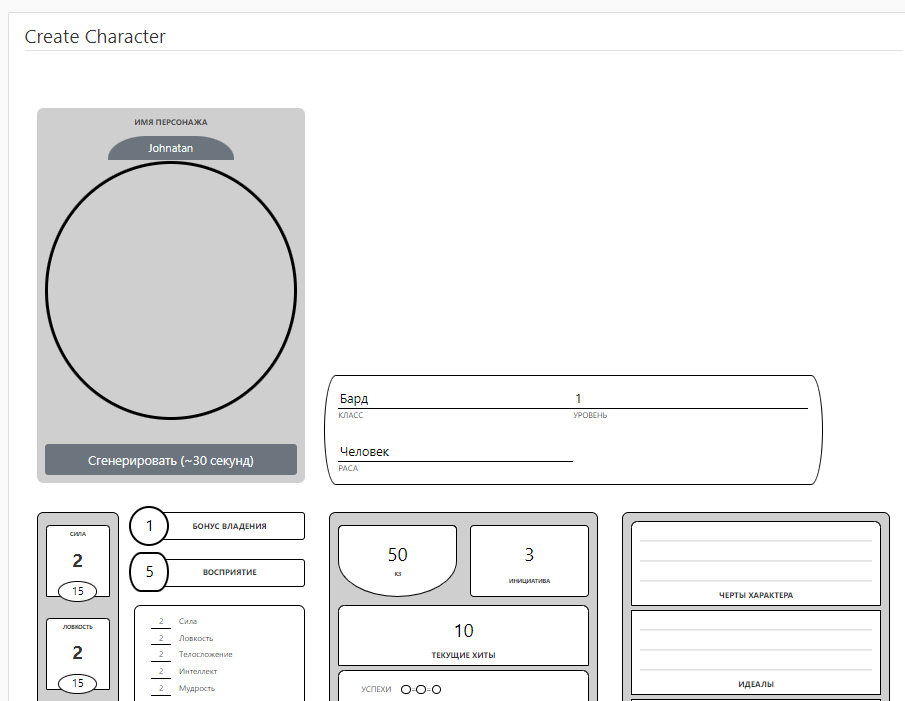 Create Character
ИМЯ ПЕРСОНАЖА
Johnatan
Сгенерировать (~30 секунд)
Бард 1
КЛАСС УРОВЕНЬ
Человек
РАСА
СИЛА
2
15
ЛОВКОСТЬ
2
15
1 БОНУС ВЛАДЕНИЯ
5 ВОСПРИЯТИЕ
2 Сила
2 Ловкость
2 Телосложение
2 Интеллект
2 Мудрость
50
КЗ
3
ИНИЦИАТИВА
10
ТЕКУЩИЕ ХИТЫ
УСПЕХИ
ЧЕРТЫ ХАРАКТЕРА
ИДЕАЛЫ